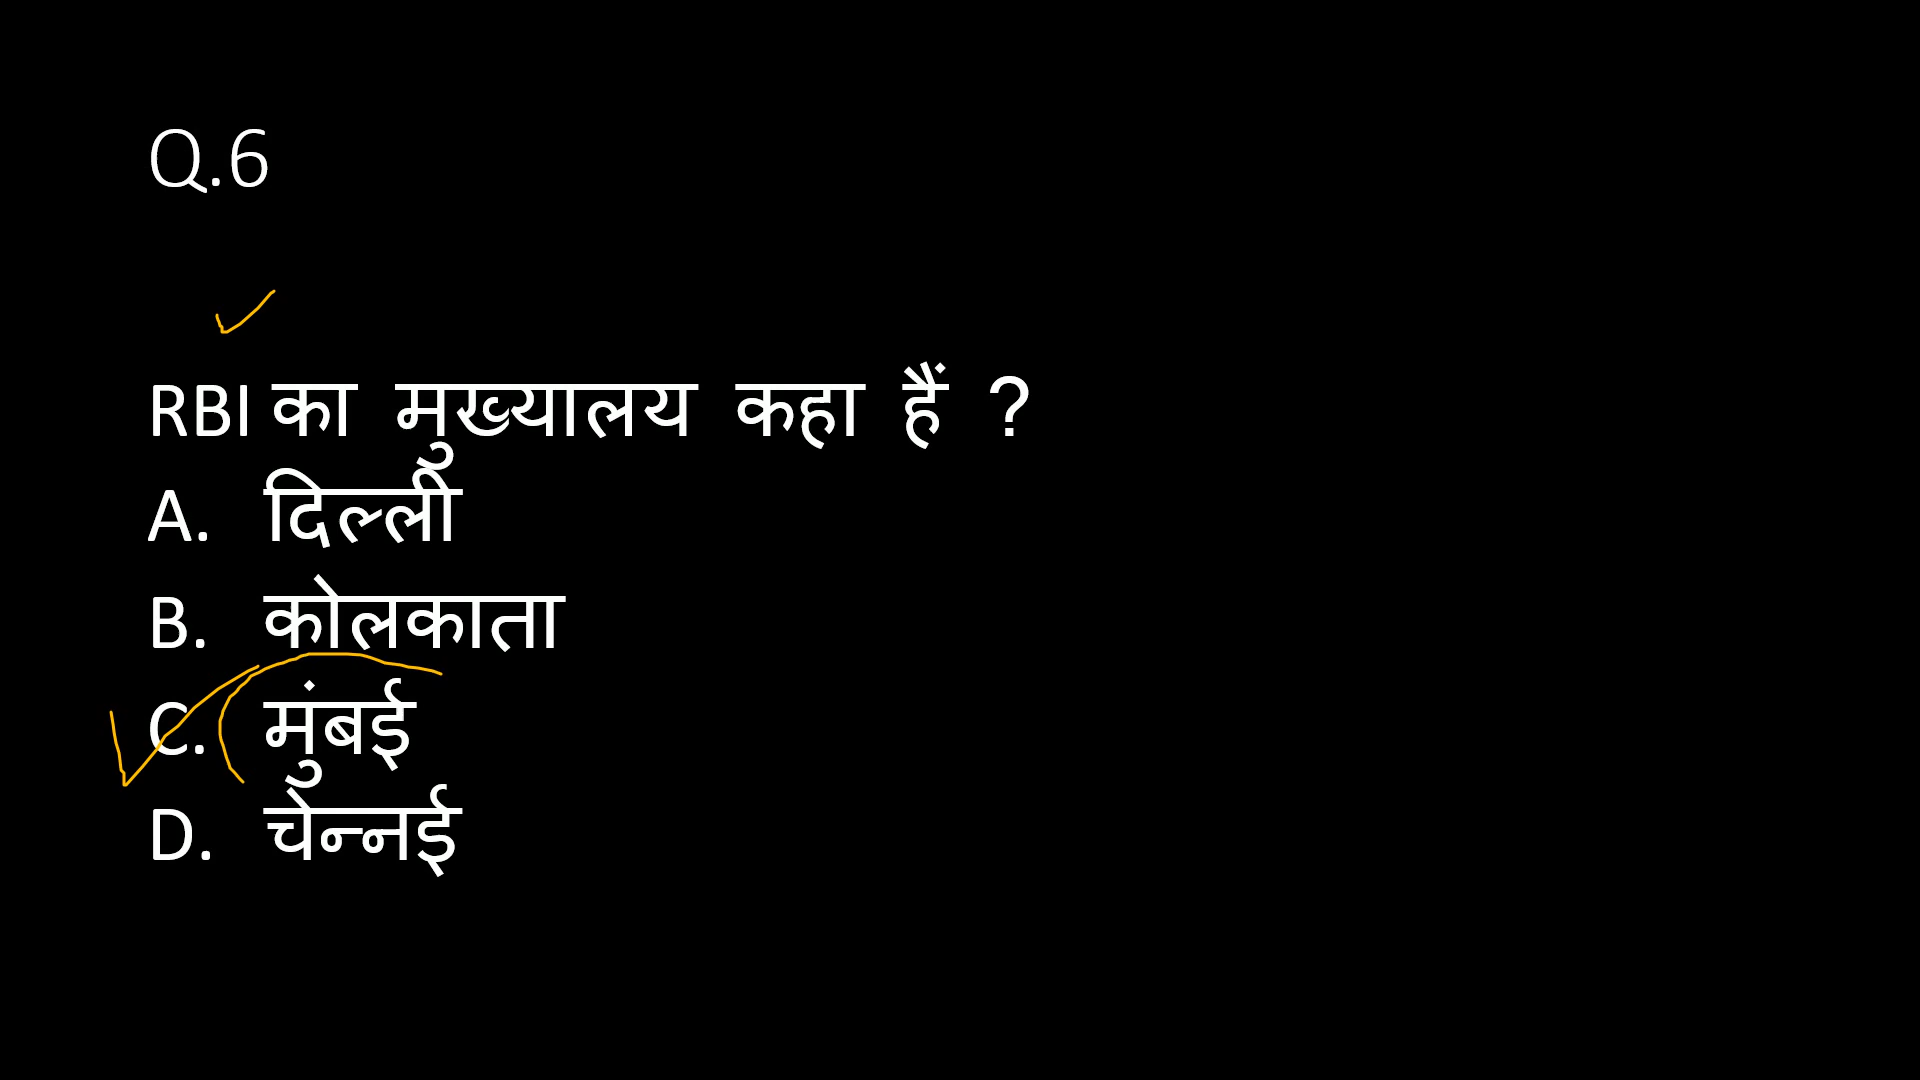 Q.6
RBI का मुख्यालय कहा हैं ?
A. दिल्ली
B. कोलकाता
C. मुंबई
D. चेन्नई